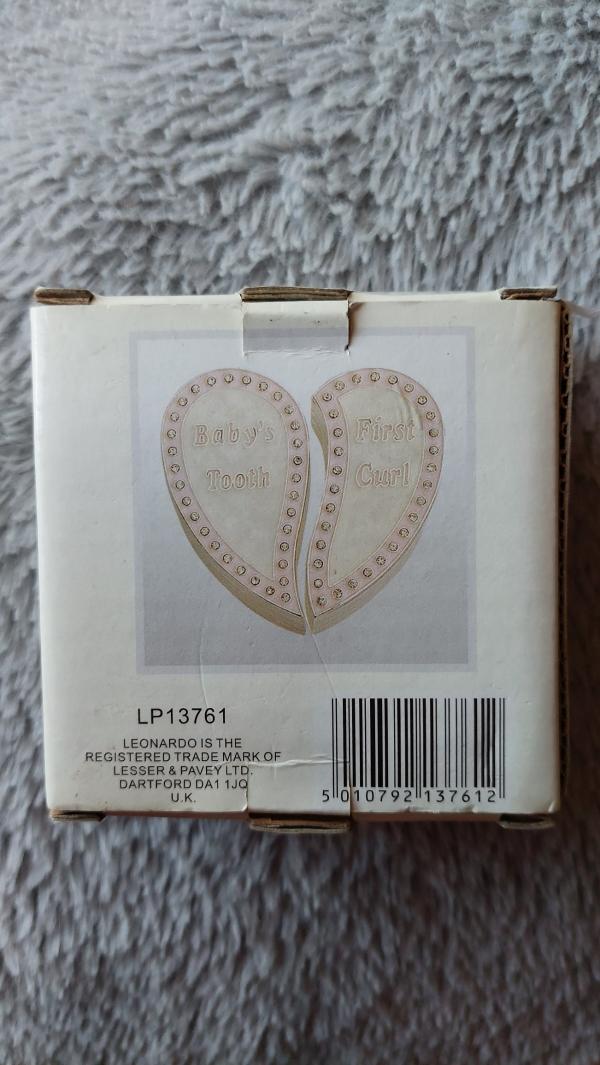 Baby's
Tooth
First
Curl
LP13761
LEONARDO IS THE
REGISTERED TRADE MARK OF
LESSER & PAVEY LTD.
DARTFORD DA1 1JQ
U.K.
5 010792 137612